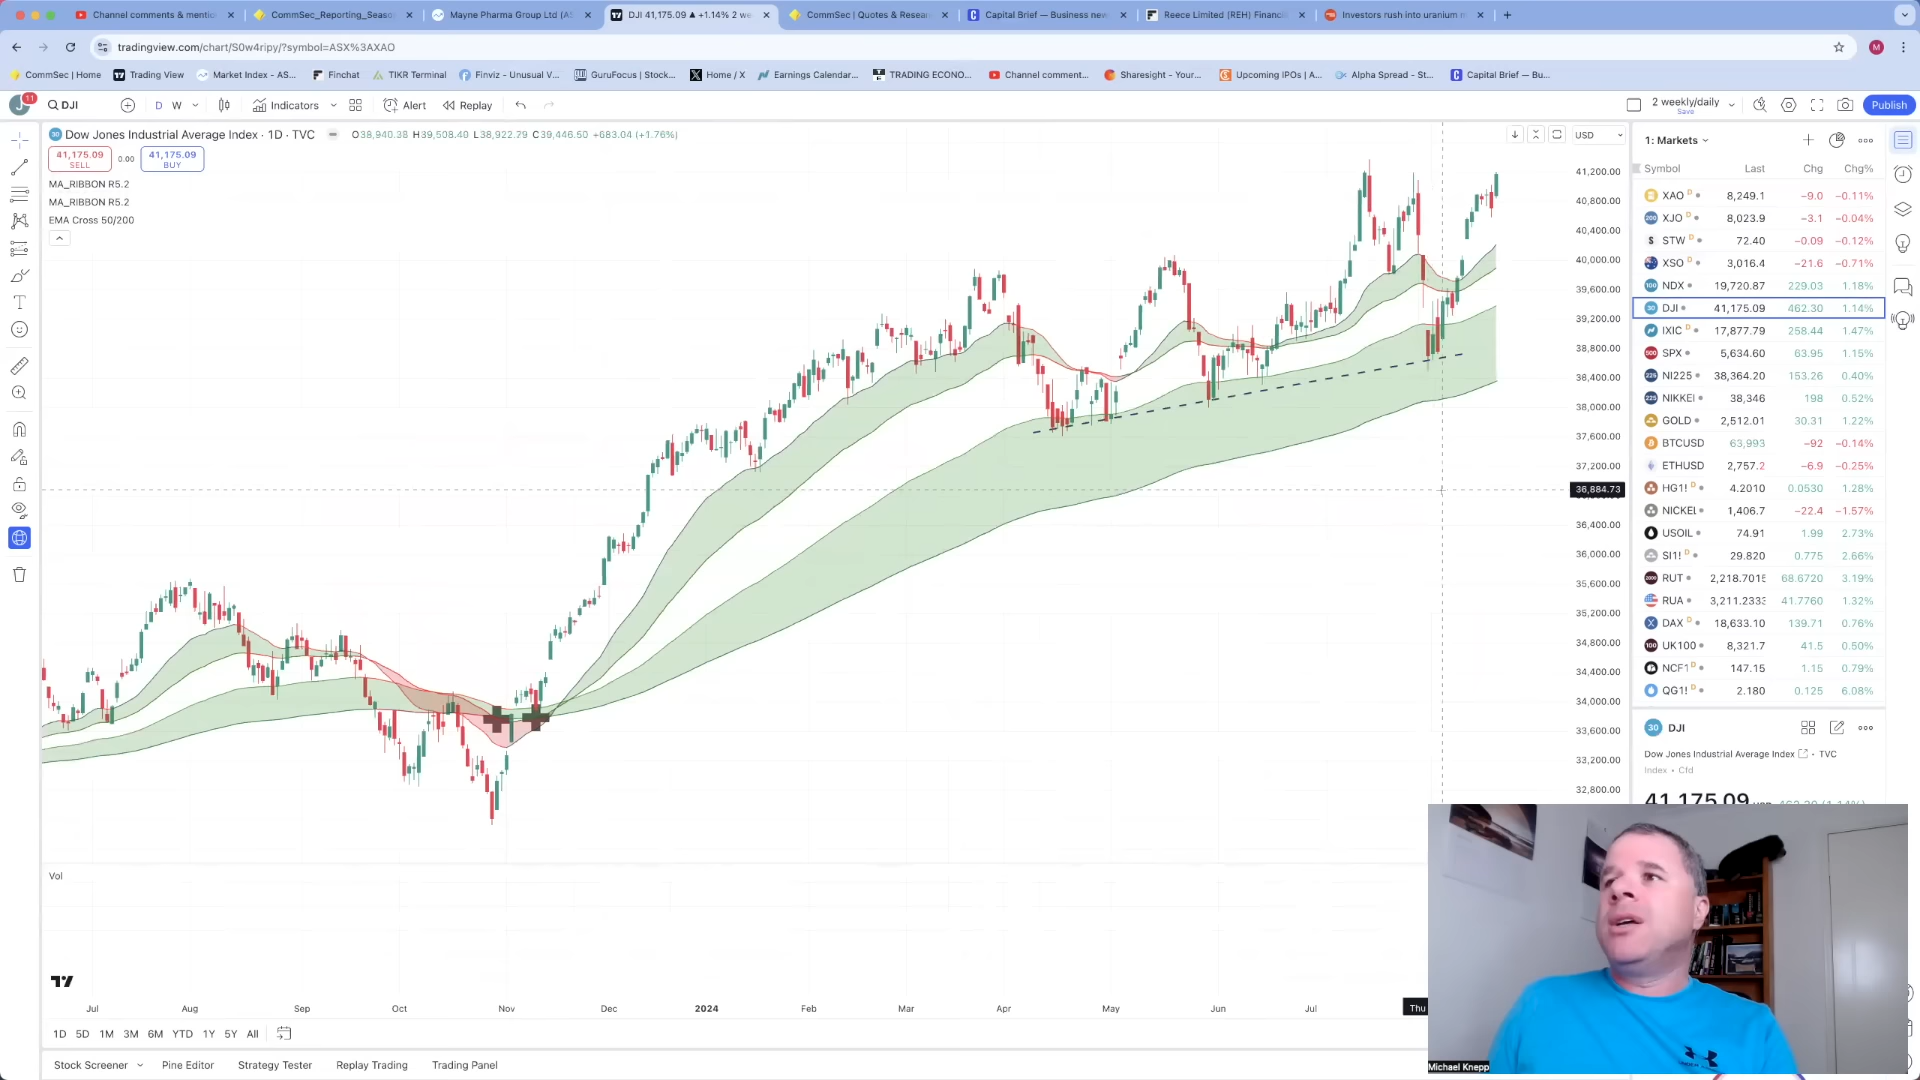 Channel comments & mentio
CommSec_Reporting_Seaso
Mayne Pharma Group Ltd (A
DJI 41,175.09 ▲ +1.14% 2 we
CommSec | Quotes & Resear
Capital Brief — Business new
Reece Limited (REH) Financi
Investors rush into uranium m
tradingview.com/chart/S0w4ripy/?symbol=ASX%3AXAO
M
CommSec | Home
Trading View
Market Index - AS...
Finchat
TIKR Terminal
Finviz - Unusual V...
GuruFocus | Stock...
Home / X
Earnings Calendar...
TRADING ECONO...
Channel comment...
Sharesight - Your...
Upcoming IPOs | A...
Alpha Spread - St...
Capital Brief — Bu...
J 11
DJI
D W
Indicators
Alert
Replay
2 weekly/daily
Save
Publish
Dow Jones Industrial Average Index · 1D · TVC
O38,940.38 H39,508.40 L38,922.79 C39,446.50 +683.04 (+1.76%)
41,175.09
SELL
0.00
41,175.09
BUY
MA_RIBBON R5.2
MA_RIBBON R5.2
EMA Cross 50/200
USD
41,200.00
40,800.00
40,400.00
40,000.00
39,600.00
39,200.00
38,800.00
38,400.00
38,000.00
37,600.00
37,200.00
36,884.73
36,400.00
36,000.00
35,600.00
35,200.00
34,800.00
34,400.00
34,000.00
33,600.00
33,200.00
32,800.00
1: Markets
Symbol Last Chg Chg%
XAO D 8,249.1 −9.0 −0.11%
XJO D 8,023.9 −3.1 −0.04%
STW D 72.40 −0.09 −0.12%
XSO D 3,016.4 −21.6 −0.71%
NDX 19,720.87 229.03 1.18%
DJI 41,175.09 462.30 1.14%
IXIC D 17,877.79 258.44 1.47%
SPX 5,634.60 63.95 1.15%
NI225 38,364.20 153.26 0.40%
NIKKEI 38,346 198 0.52%
GOLD 2,512.01 30.31 1.22%
BTCUSD 63,993 −92 −0.14%
ETHUSD 2,757.2 −6.9 −0.25%
HG1! D 4.2010 0.0530 1.28%
NICKEL 1,406.7 −22.4 −1.57%
USOIL 74.91 1.99 2.73%
SI1! D 29.820 0.775 2.66%
RUT 2,218.7015 68.6720 3.19%
RUA 3,211.2333 41.7760 1.32%
DAX D 18,633.10 139.71 0.76%
UK100 8,321.7 41.5 0.50%
NCF1 D 147.15 1.15 0.79%
QG1! D 2.180 0.125 6.08%
30 DJI
Dow Jones Industrial Average Index · TVC
Index · Cfd
41,175.09
Vol
Jul
Aug
Sep
Oct
Nov
Dec
2024
Feb
Mar
Apr
May
Jun
Jul
Thu
1D 5D 1M 3M 6M YTD 1Y 5Y All
Stock Screener
Pine Editor
Strategy Tester
Replay Trading
Trading Panel
Michael Knepp